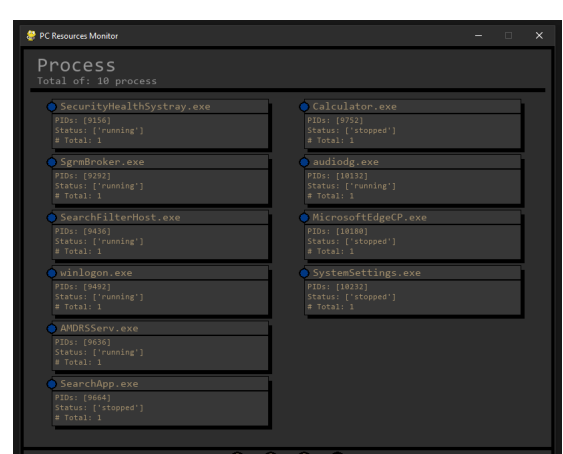 PC Resources Monitor
Process
Total of: 10 process
SecurityHealthSystray.exe
PIDs: [9156]
Status: ['running']
# Total: 1
SgrmBroker.exe
PIDs: [9292]
Status: ['running']
# Total: 1
SearchFilterHost.exe
PIDs: [9436]
Status: ['running']
# Total: 1
winlogon.exe
PIDs: [9492]
Status: ['running']
# Total: 1
AMDRSServ.exe
PIDs: [9636]
Status: ['running']
# Total: 1
SearchApp.exe
PIDs: [9664]
Status: ['stopped']
# Total: 1
Calculator.exe
PIDs: [9752]
Status: ['stopped']
# Total: 1
audiodg.exe
PIDs: [10132]
Status: ['running']
# Total: 1
MicrosoftEdgeCP.exe
PIDs: [10180]
Status: ['stopped']
# Total: 1
SystemSettings.exe
PIDs: [10232]
Status: ['stopped']
# Total: 1